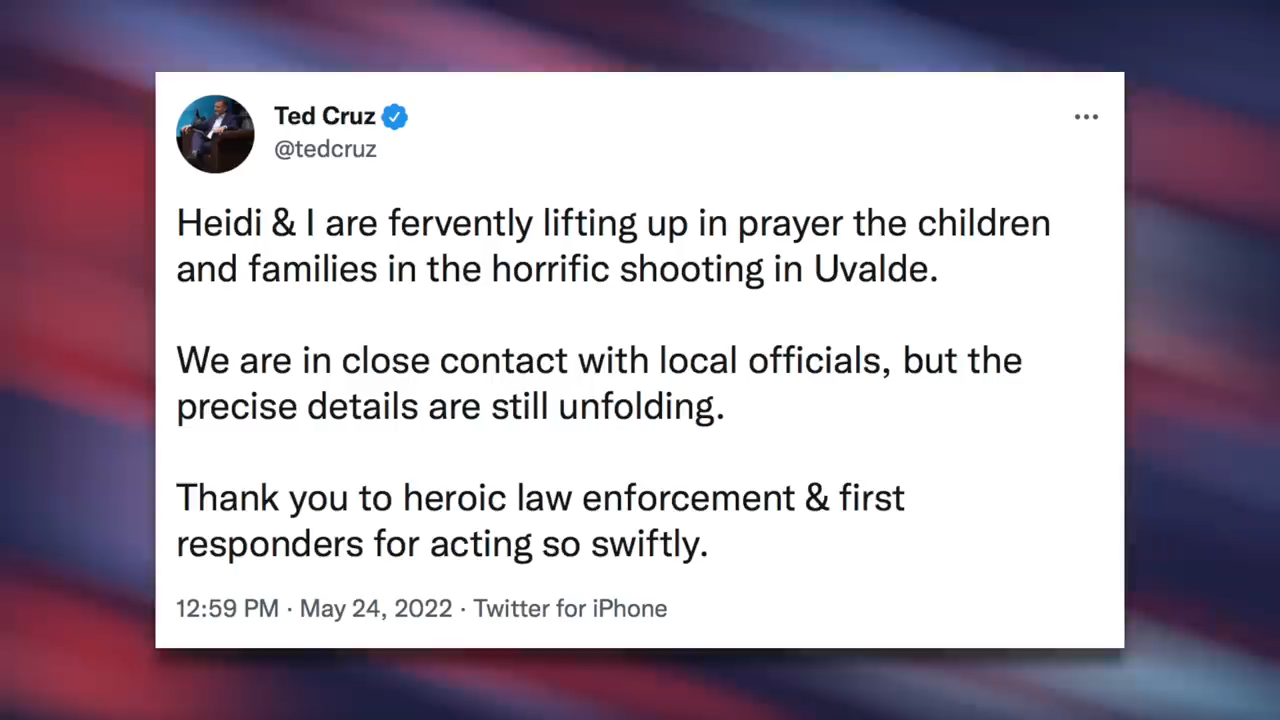 Ted Cruz
@tedcruz
Heidi & I are fervently lifting up in prayer the children
and families in the horrific shooting in Uvalde.
We are in close contact with local officials, but the
precise details are still unfolding.
Thank you to heroic law enforcement & first
responders for acting so swiftly.
12:59 PM · May 24, 2022 · Twitter for iPhone